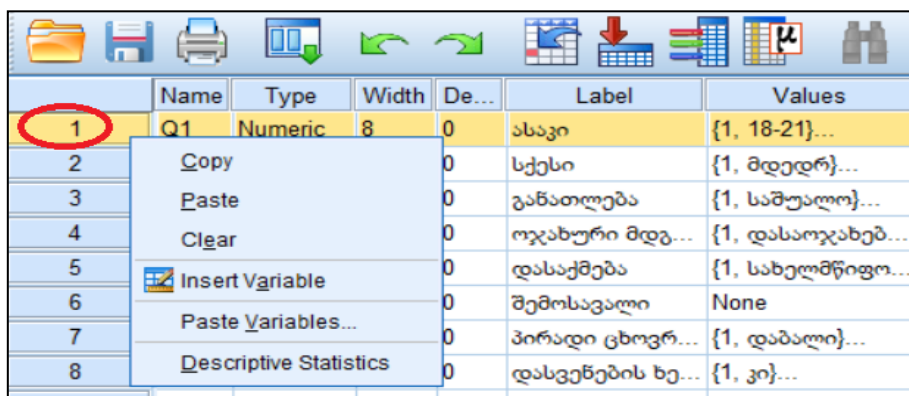 μ
Name Type Width De... Label Values
1 Q1 Numeric 8 0 ასაკი {1, 18-21}...
2 0 სქესი {1, მდედრ}...
3 0 განათლება {1, საშუალო}...
4 0 ოჯახური მდგ... {1, დასაოჯახებ...
5 0 დასაქმება {1, სახელმწიფო...
6 0 შემოსავალი None
7 0 პირადი ცხოვრ... {1, დაბალი}...
8 0 დასვენების ხე... {1, კი}...
Copy
Paste
Clear
Insert Variable
Paste Variables...
Descriptive Statistics